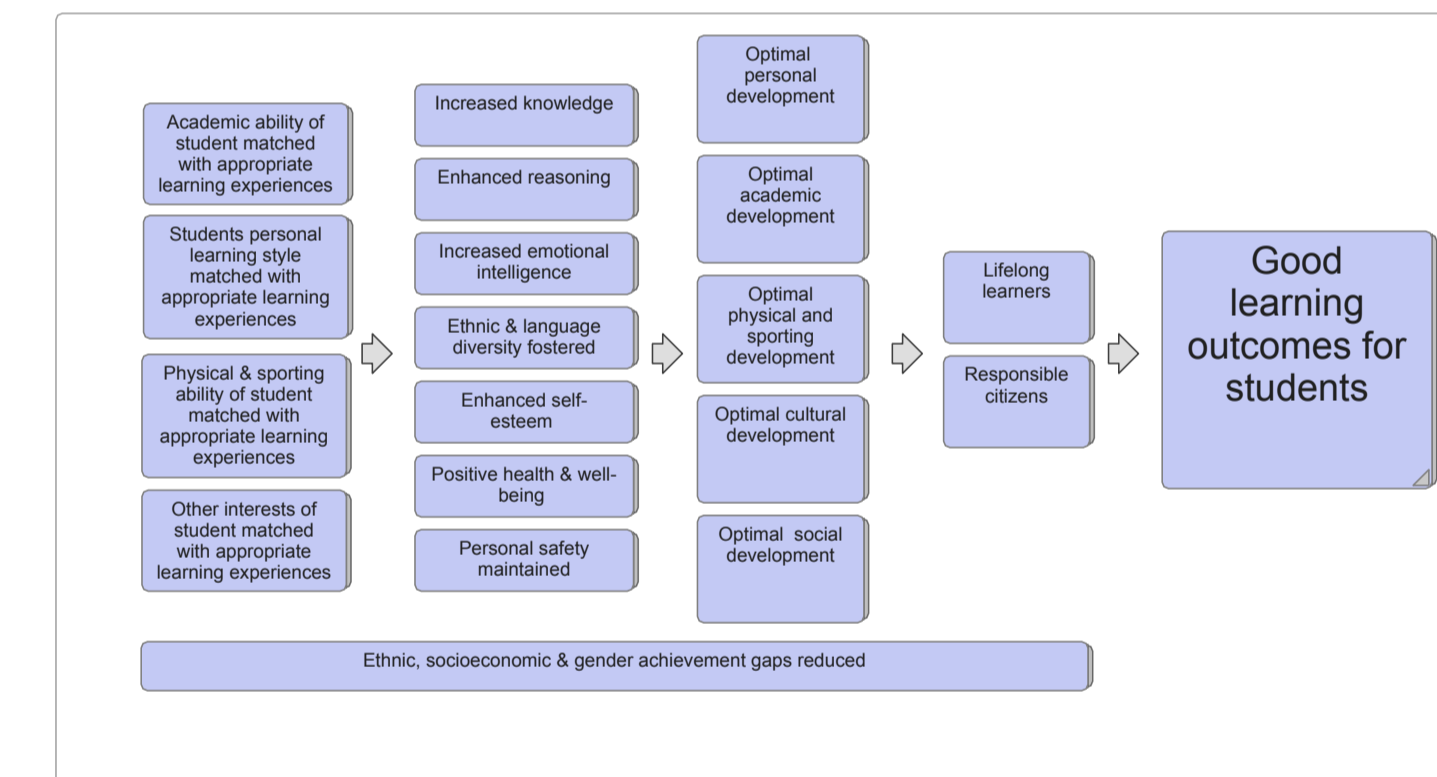 Academic ability of
student matched
with appropriate
learning experiences
Students personal
learning style
matched with
appropriate learning
experiences
Physical & sporting
ability of student
matched with
appropriate learning
experiences
Other interests of
student matched
with appropriate
learning experiences
Increased knowledge
Enhanced reasoning
Increased emotional
intelligence
Ethnic & language
diversity fostered
Enhanced self-
esteem
Positive health & well-
being
Personal safety
maintained
Optimal
personal
development
Optimal
academic
development
Optimal
physical and
sporting
development
Optimal cultural
development
Optimal social
development
Lifelong
learners
Responsible
citizens
Good
learning
outcomes for
students
Ethnic, socioeconomic & gender achievement gaps reduced